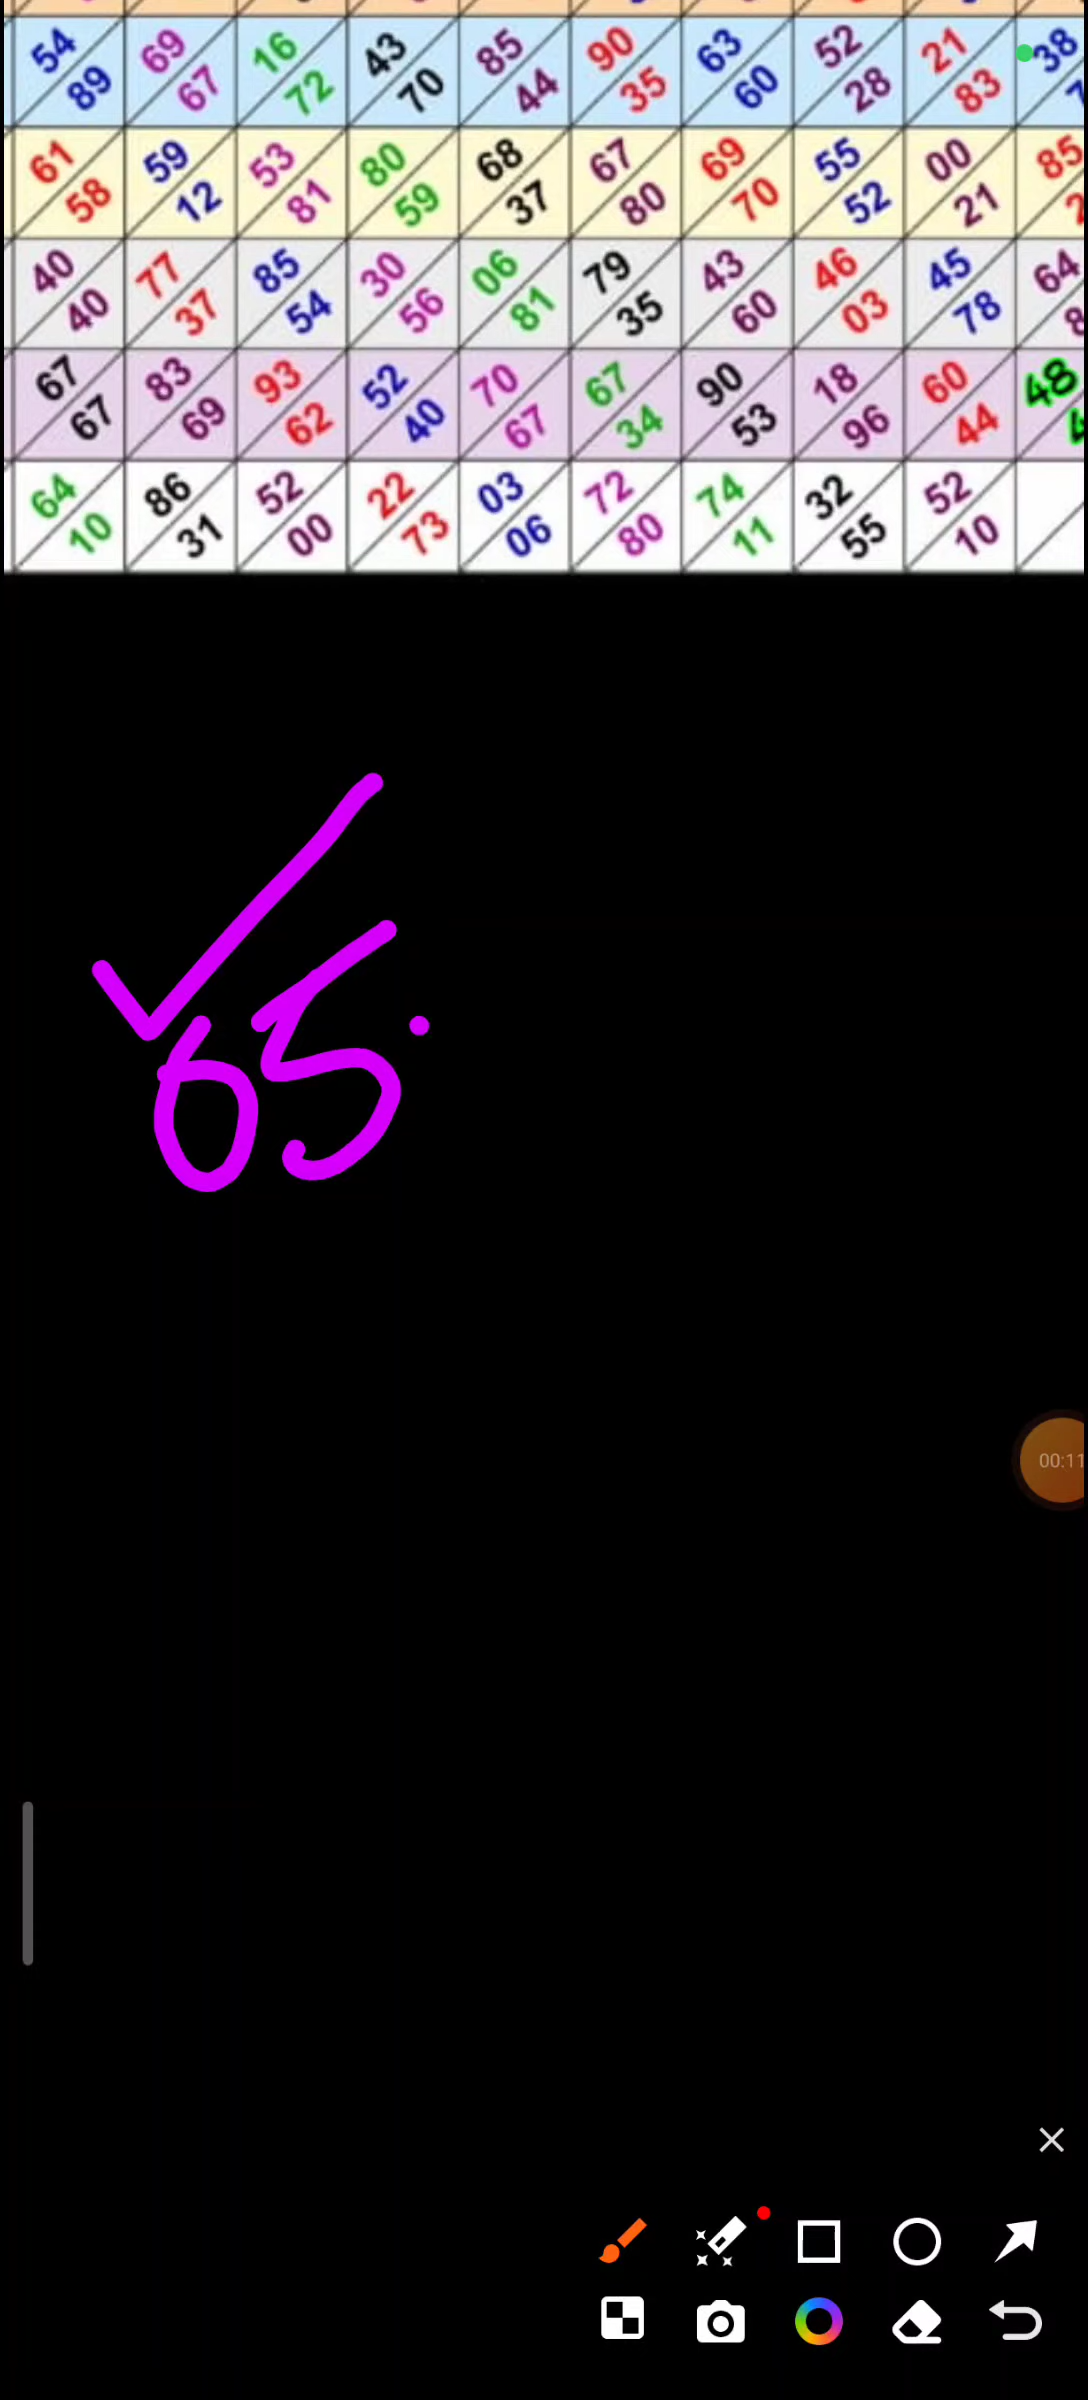 54 69 16 43 85 90 63 52 21 38
89 67 72 70 44 35 60 28 83
61 59 53 80 68 67 69 55 00 85
58 12 81 59 37 80 70 52 21
40 77 85 30 06 79 43 46 45 64
40 37 54 56 81 35 60 03 78
67 83 93 52 70 67 90 18 60 48
67 69 62 40 67 34 53 96 44
64 86 52 22 03 72 74 32 52
10 31 00 73 06 80 11 55 10
65.
00:11